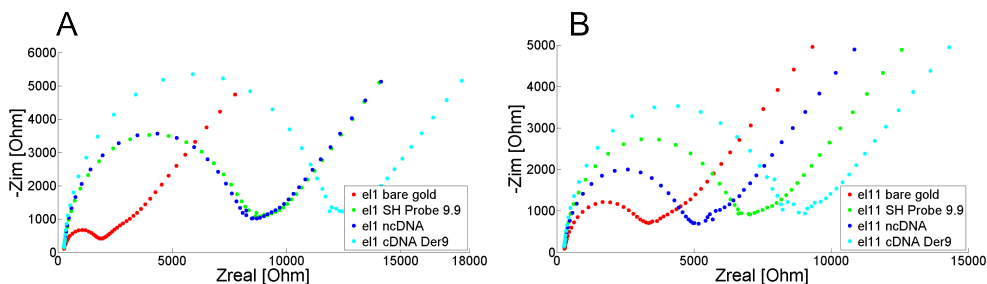 A
6000
5000
4000
3000
2000
1000
0
-Zim [Ohm]
0
5000
10000
15000
18000
Zreal [Ohm]
el1 bare gold
el1 SH Probe 9.9
el1 ncDNA
el1 cDNA Der9
B
5000
4000
3000
2000
1000
0
-Zim [Ohm]
0
5000
10000
15000
Zreal [Ohm]
el11 bare gold
el11 SH Probe 9.9
el11 ncDNA
el11 cDNA Der9